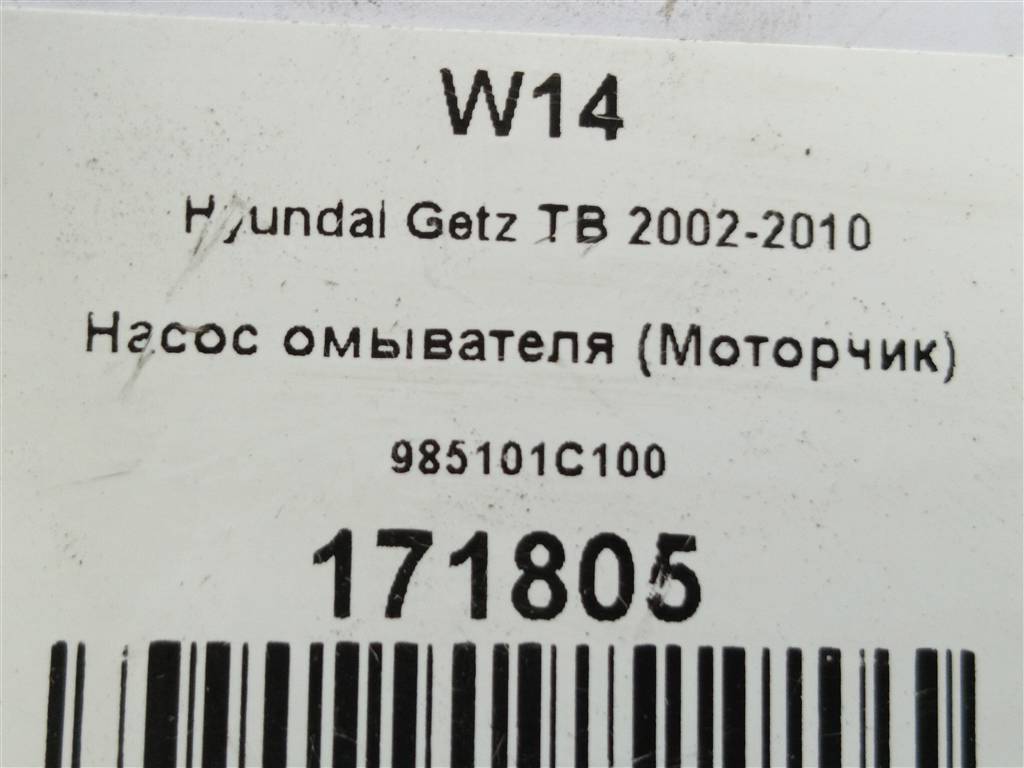 W14
Hyundai Getz TB 2002-2010
Насос омывателя (Моторчик)
985101C100
171805